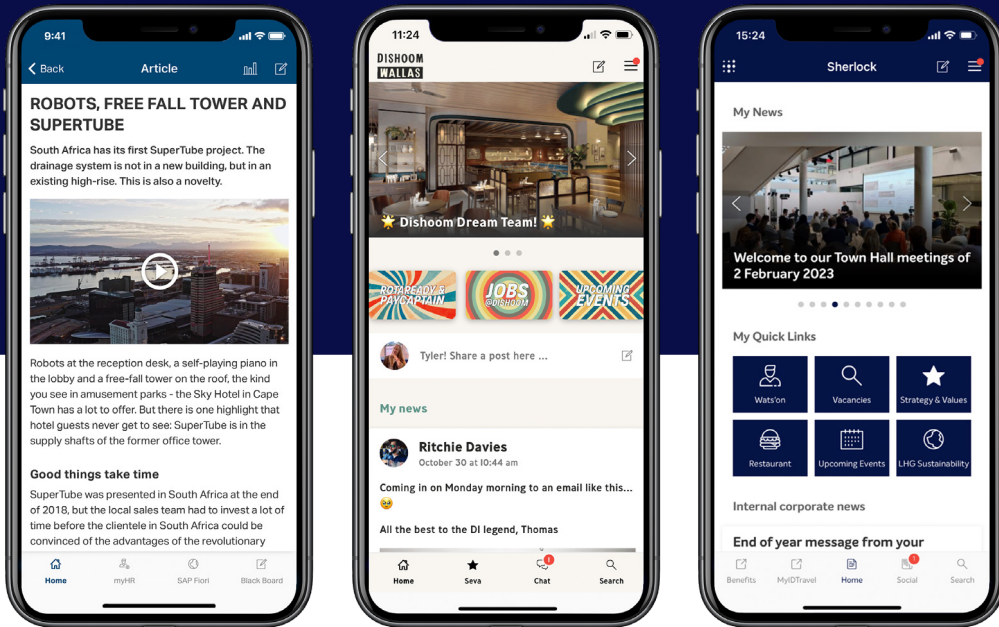 9:41
Back
Article
ROBOTS, FREE FALL TOWER AND
SUPERTUBE
South Africa has its first SuperTube project. The
drainage system is not in a new building, but in an
existing high-rise. This is also a novelty.
Robots at the reception desk, a self-playing piano in
the lobby and a free-fall tower on the roof, the kind
you see in amusement parks - the Sky Hotel in Cape
Town has a lot to offer. But there is one highlight that
hotel guests never get to see: SuperTube is in the
supply shafts of the former office tower.
Good things take time
SuperTube was presented in South Africa at the end
of 2018, but the local sales team had to invest a lot of
time before the clientele in South Africa could be
convinced of the advantages of the revolutionary
Home
myHR
SAP Fiori
Black Board
11:24
DISHOOM
WALLAS
🌟 Dishoom Dream Team! 🌟
ROTAREADY &
PAYCAPTAIN
JOBS
@DISHOOM
UPCOMING
EVENTS
Tyler! Share a post here ...
My news
Ritchie Davies
October 30 at 10:44 am
Coming in on Monday morning to an email like this...
🥹
All the best to the DI legend, Thomas
Home
Seva
1
Chat
Search
15:24
Sherlock
My News
Welcome to our Town Hall meetings of
2 February 2023
My Quick Links
Wats'on
Vacancies
Strategy & Values
Restaurant
Upcoming Events
LHG Sustainability
Internal corporate news
End of year message from your
Benefits
MyIDTravel
Home
1
Social
Search